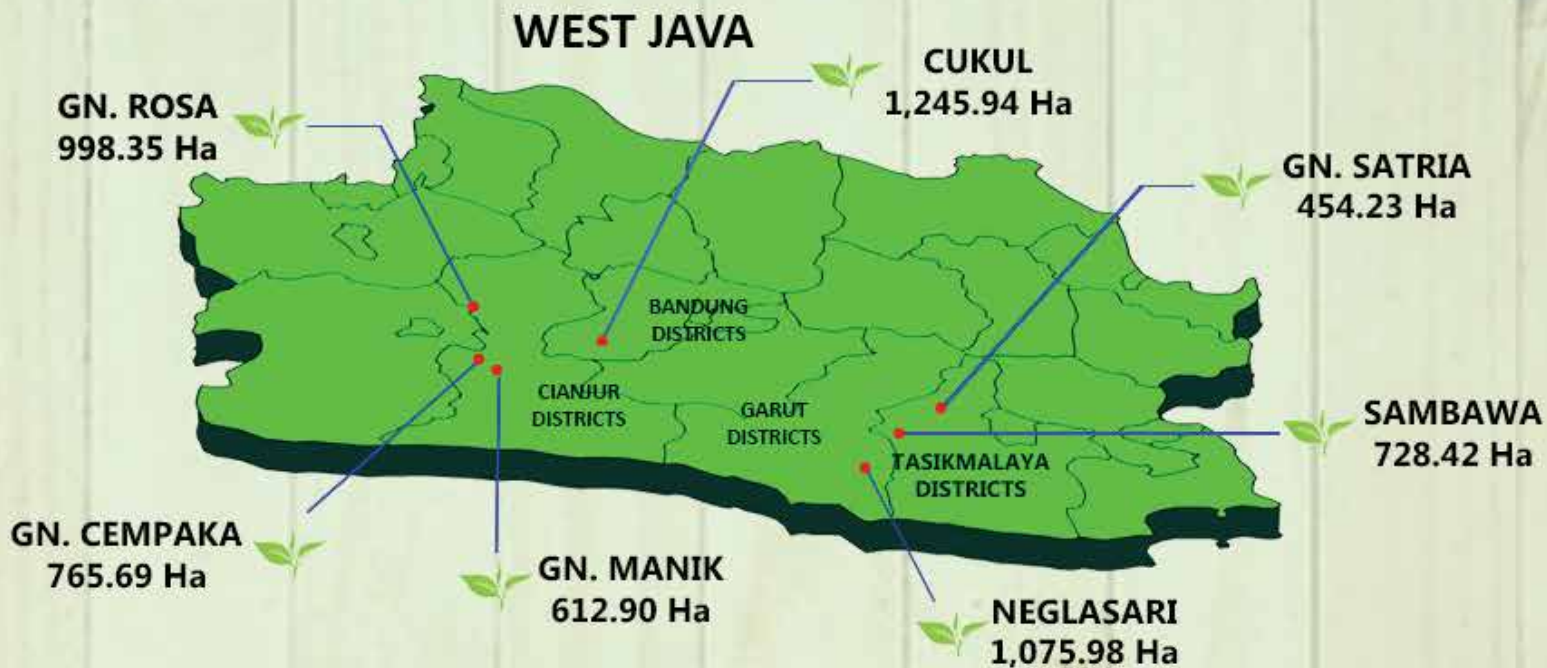 WEST JAVA
CUKUL
1,245.94 Ha
GN. ROSA
998.35 Ha
GN. SATRIA
454.23 Ha
BANDUNG
DISTRICTS
CIANJUR
DISTRICTS
GARUT
DISTRICTS
SAMBAWA
728.42 Ha
TASIKMALAYA
DISTRICTS
GN. CEMPAKA
765.69 Ha
GN. MANIK
612.90 Ha
NEGLASARI
1,075.98 Ha